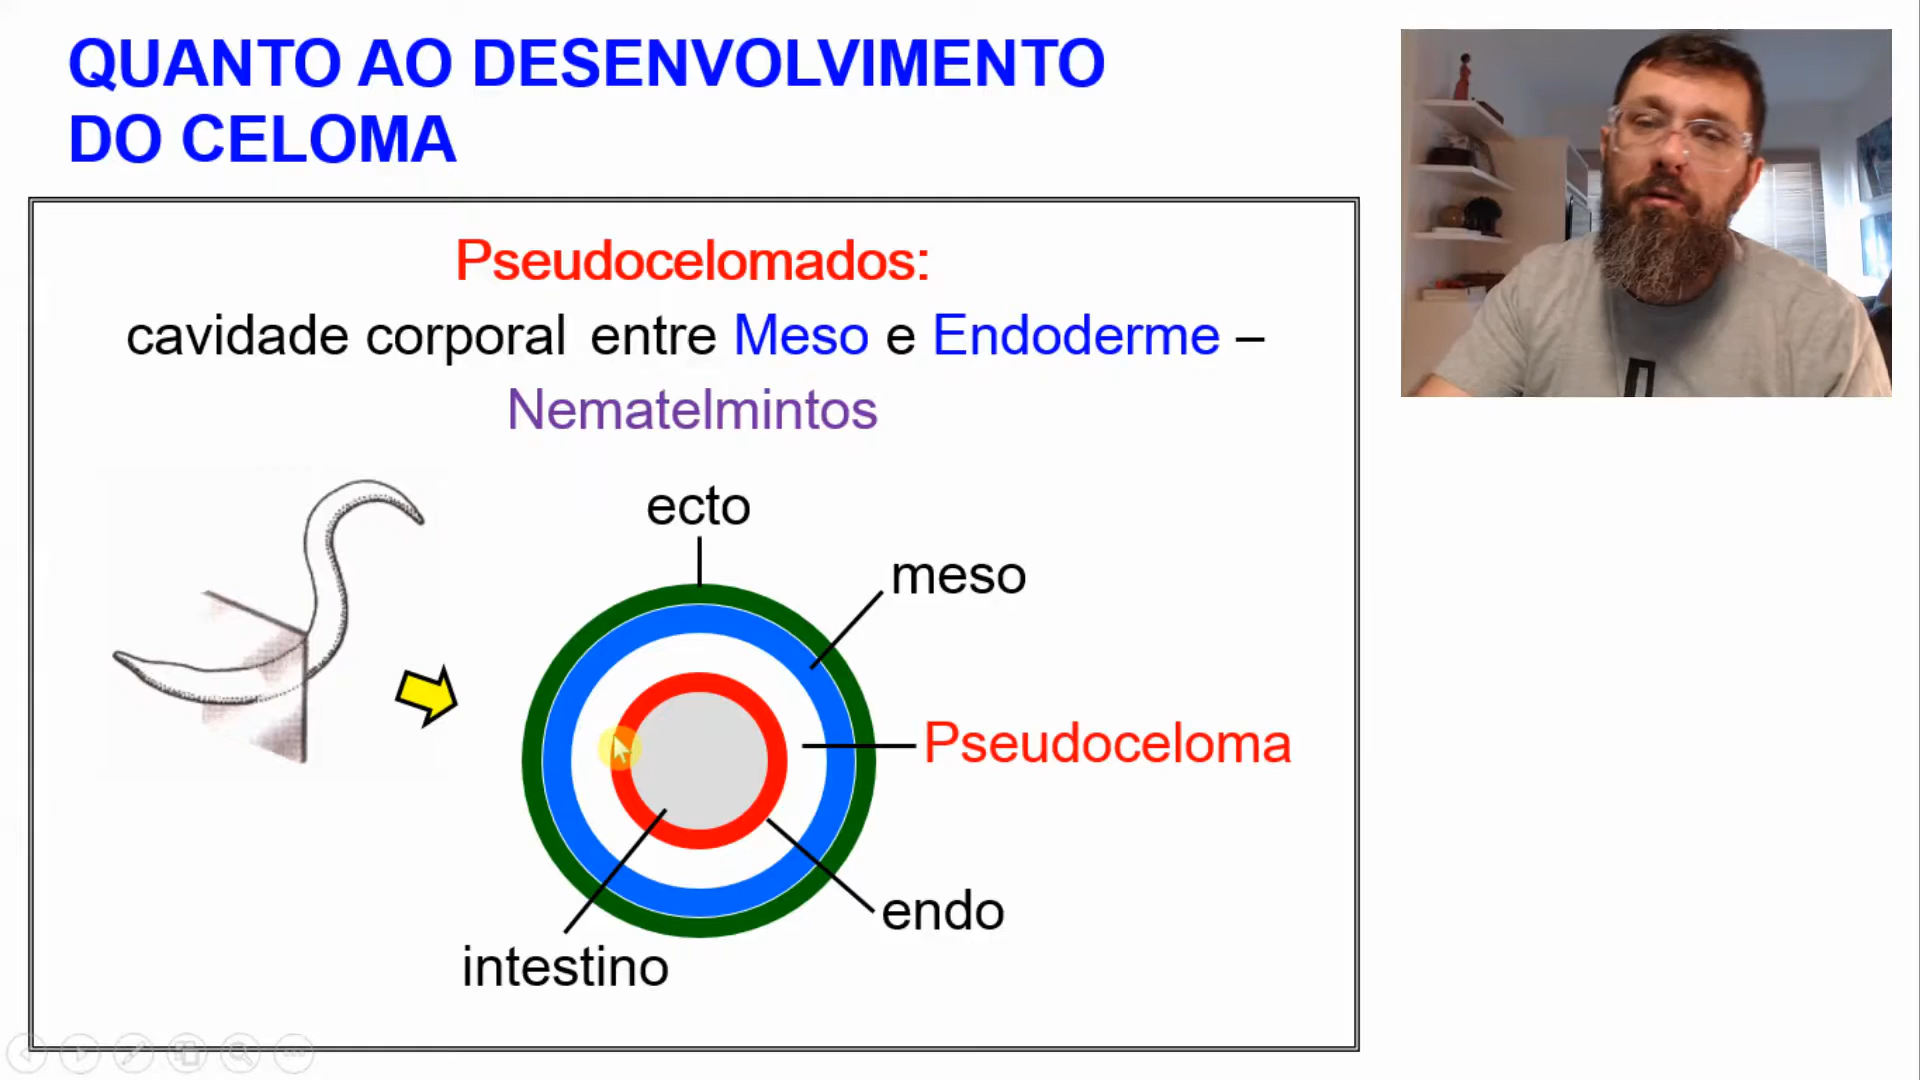 QUANTO AO DESENVOLVIMENTO
DO CELOMA
Pseudocelomados:
cavidade corporal entre Meso e Endoderme –
Nematelmintos
ecto
meso
Pseudoceloma
endo
intestino